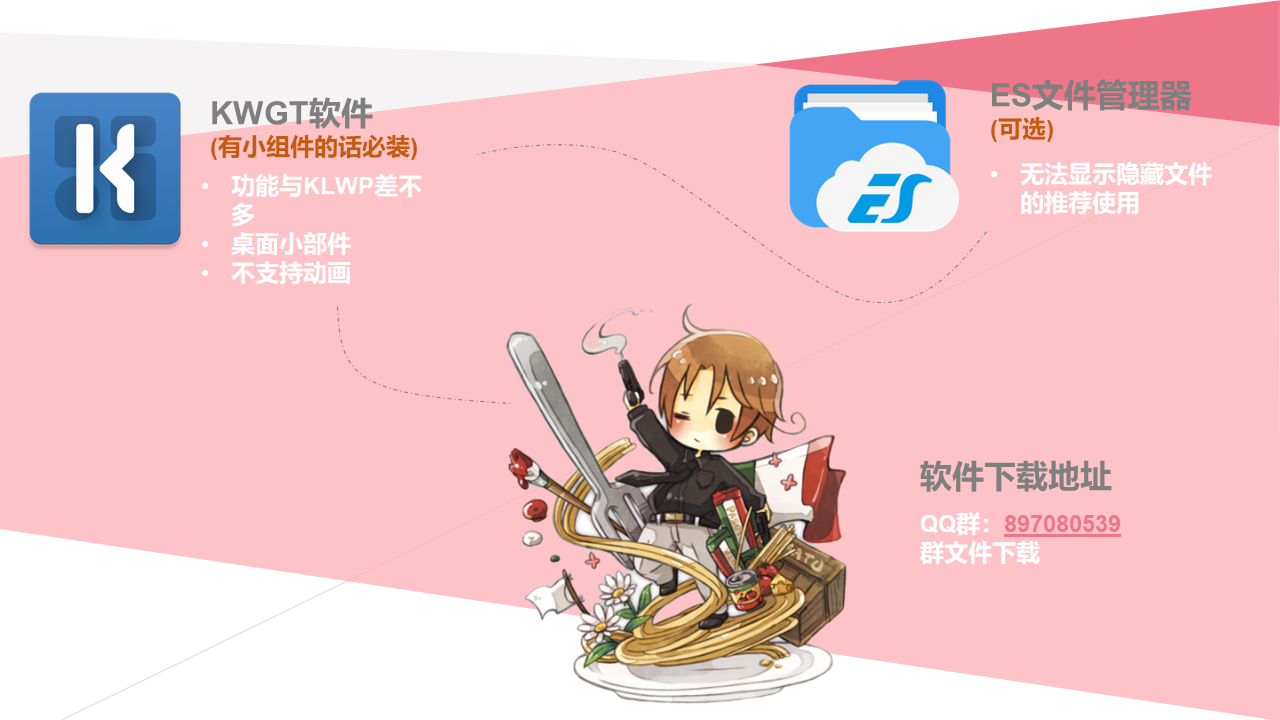 KWGT软件
(有小组件的话必装)
• 功能与KLWP差不
多
• 桌面小部件
• 不支持动画
ES文件管理器
(可选)
• 无法显示隐藏文件
的推荐使用
ES
软件下载地址
QQ群：897080539
群文件下载